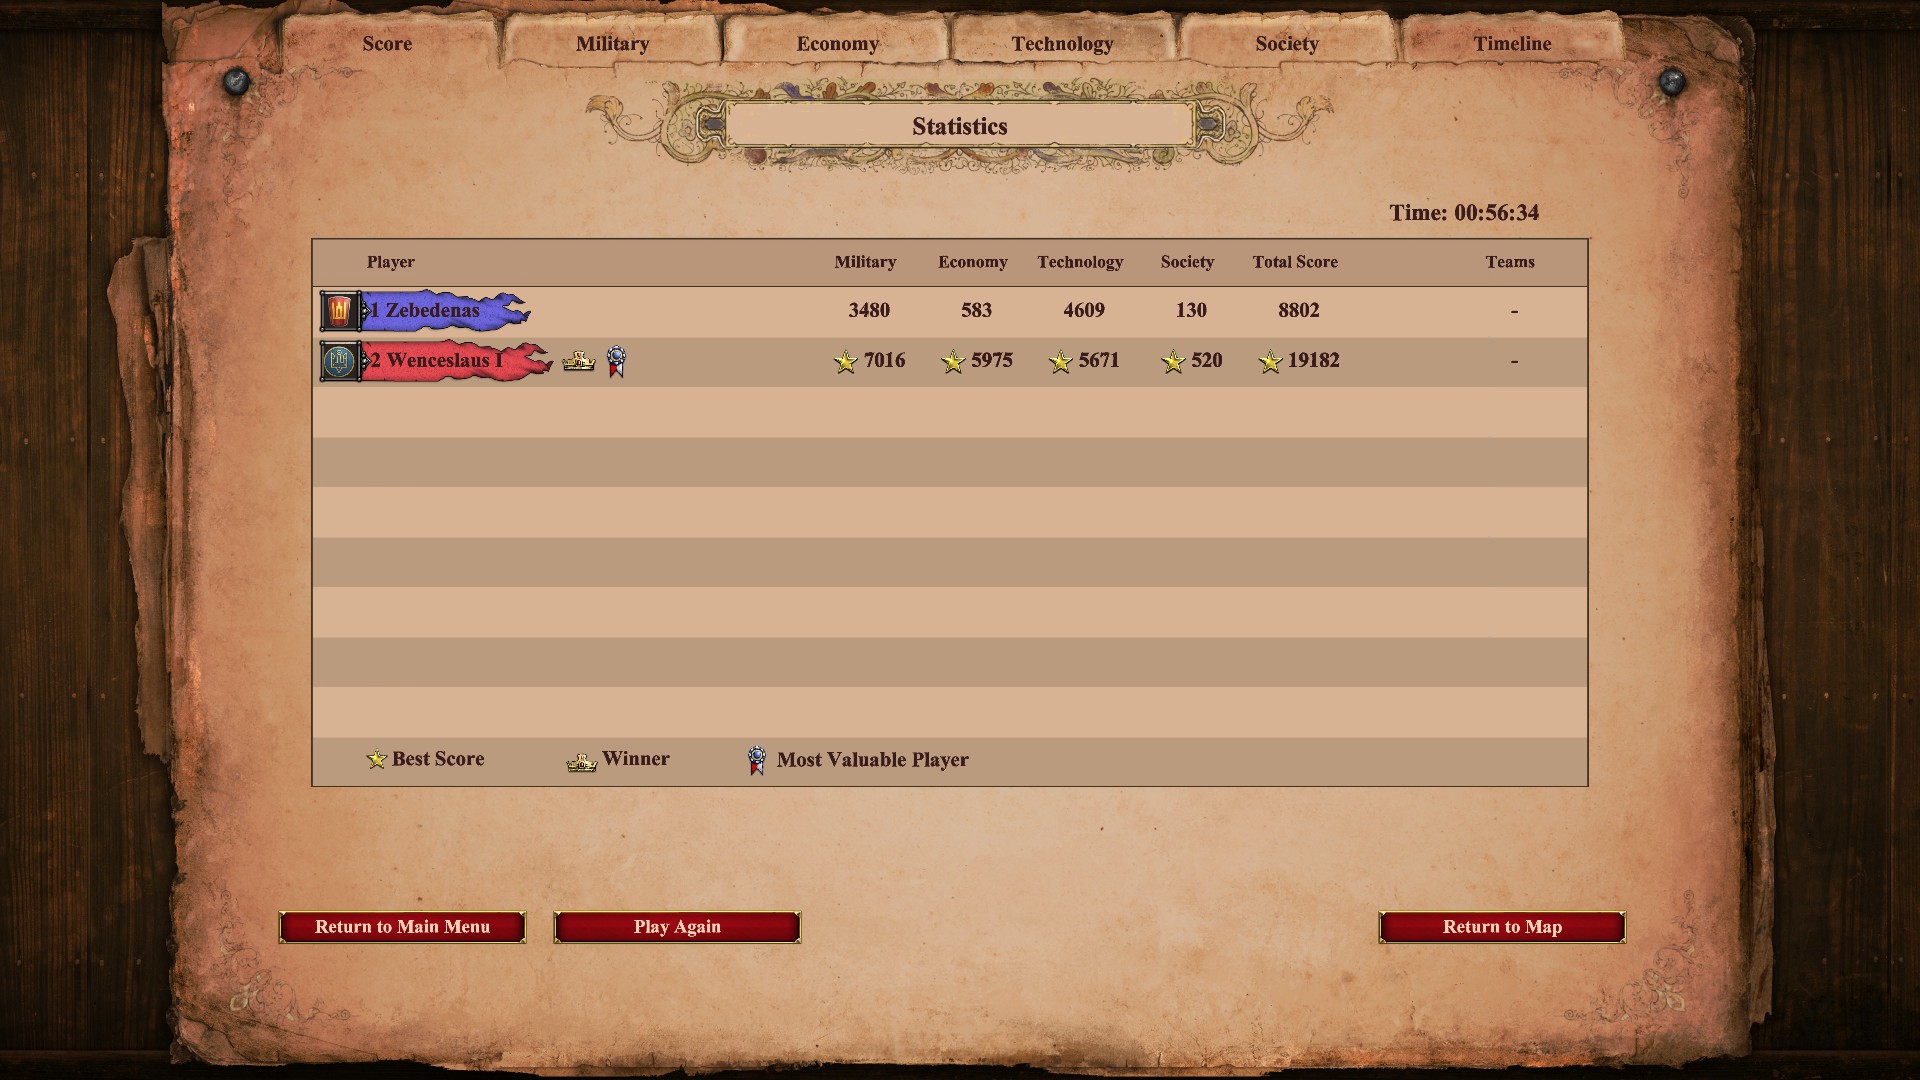 Score Military Economy Technology Society Timeline
Statistics
Time: 00:56:34
Player Military Economy Technology Society Total Score Teams
1 Zebedenas 3480 583 4609 130 8802 -
2 Wenceslaus I 7016 5975 5671 520 19182 -
Best Score Winner Most Valuable Player
Return to Main Menu Play Again Return to Map